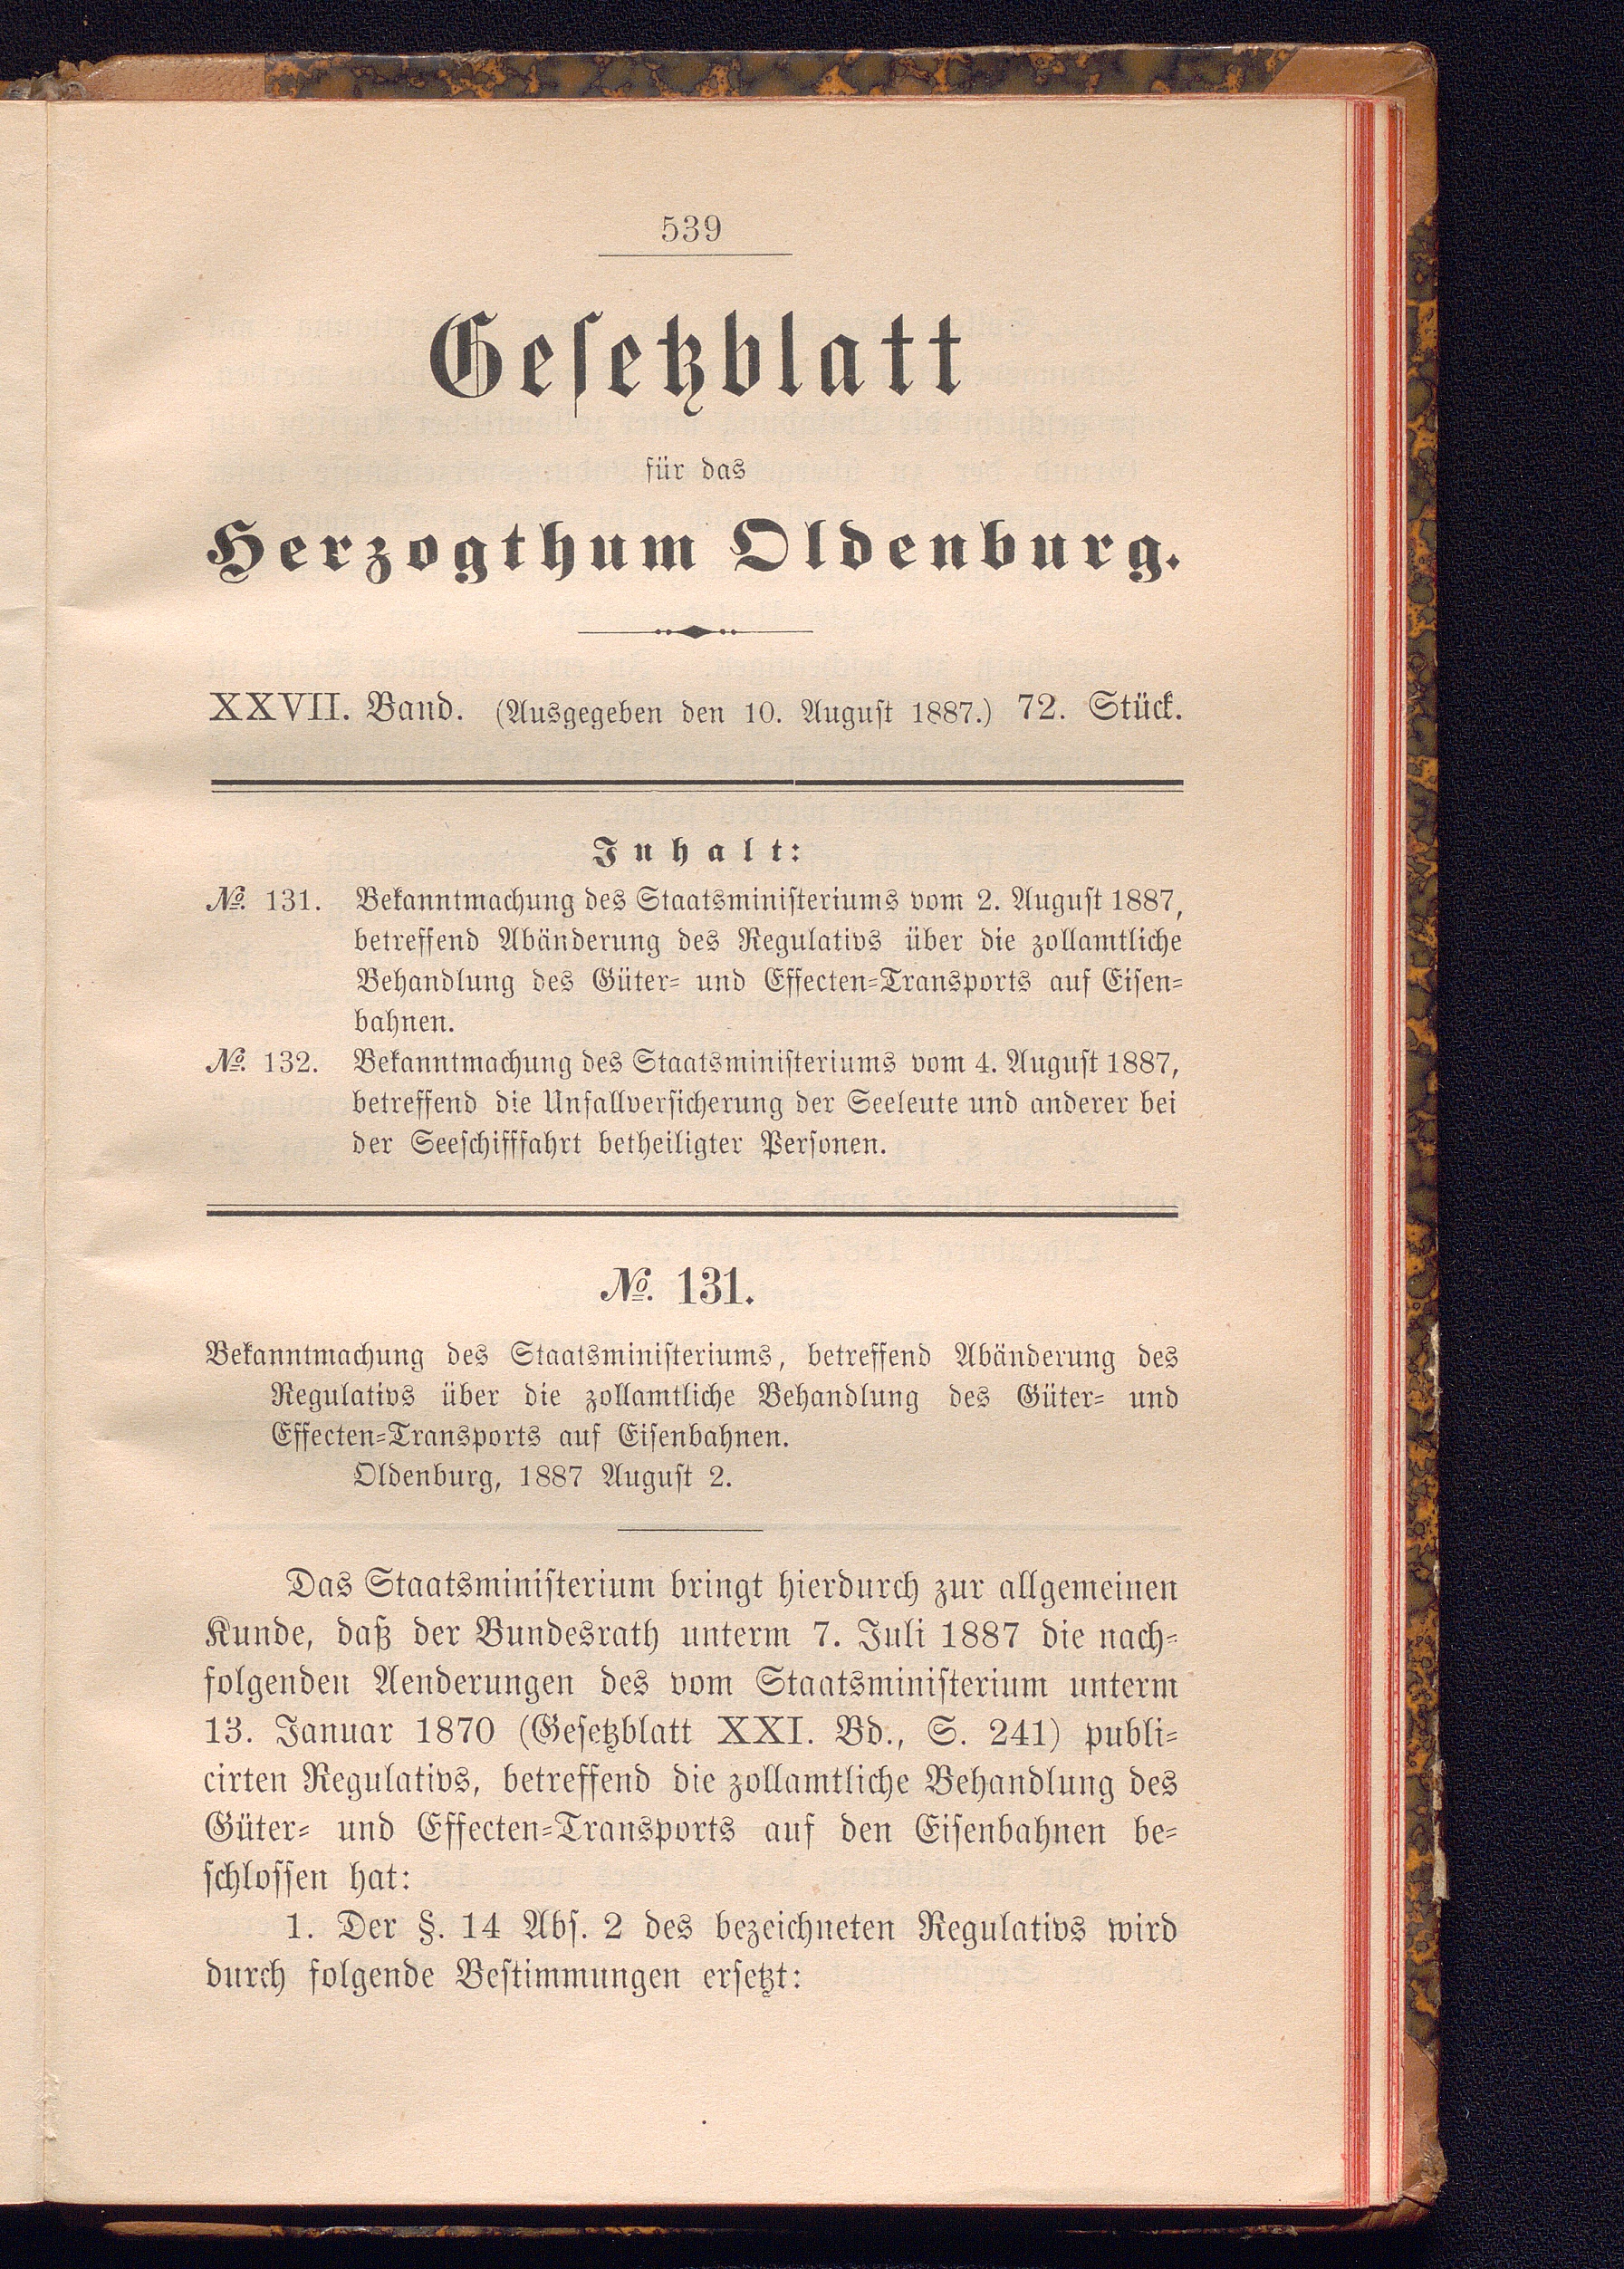 539
Gesetzblatt
für das
Herzogthum Oldenburg.
XXVII. Band. (Ausgegeben den 10. August 1887.) 72. Stück.
Inhalt:
№. 131. Bekanntmachung des Staatsministeriums vom 2. August 1887,
betreffend Abänderung des Regulativs über die zollamtliche
Behandlung des Güter- und Effecten-Transports auf Eisen-
bahnen.
№. 132. Bekanntmachung des Staatsministeriums vom 4. August 1887,
betreffend die Unfallversicherung der Seeleute und anderer bei
der Seeschifffahrt betheiligter Personen.
№. 131.
Bekanntmachung des Staatsministeriums, betreffend Abänderung des
Regulativs über die zollamtliche Behandlung des Güter- und
Effecten-Transports auf Eisenbahnen.
Oldenburg, 1887 August 2.
Das Staatsministerium bringt hierdurch zur allgemeinen
Kunde, daß der Bundesrath unterm 7. Juli 1887 die nach-
folgenden Aenderungen des vom Staatsministerium unterm
13. Januar 1870 (Gesetzblatt XXI. Bd., S. 241) publi-
cirten Regulativs, betreffend die zollamtliche Behandlung des
Güter- und Effecten-Transports auf den Eisenbahnen be-
schlossen hat:
1. Der §. 14 Abs. 2 des bezeichneten Regulativs wird
durch folgende Bestimmungen ersetzt: